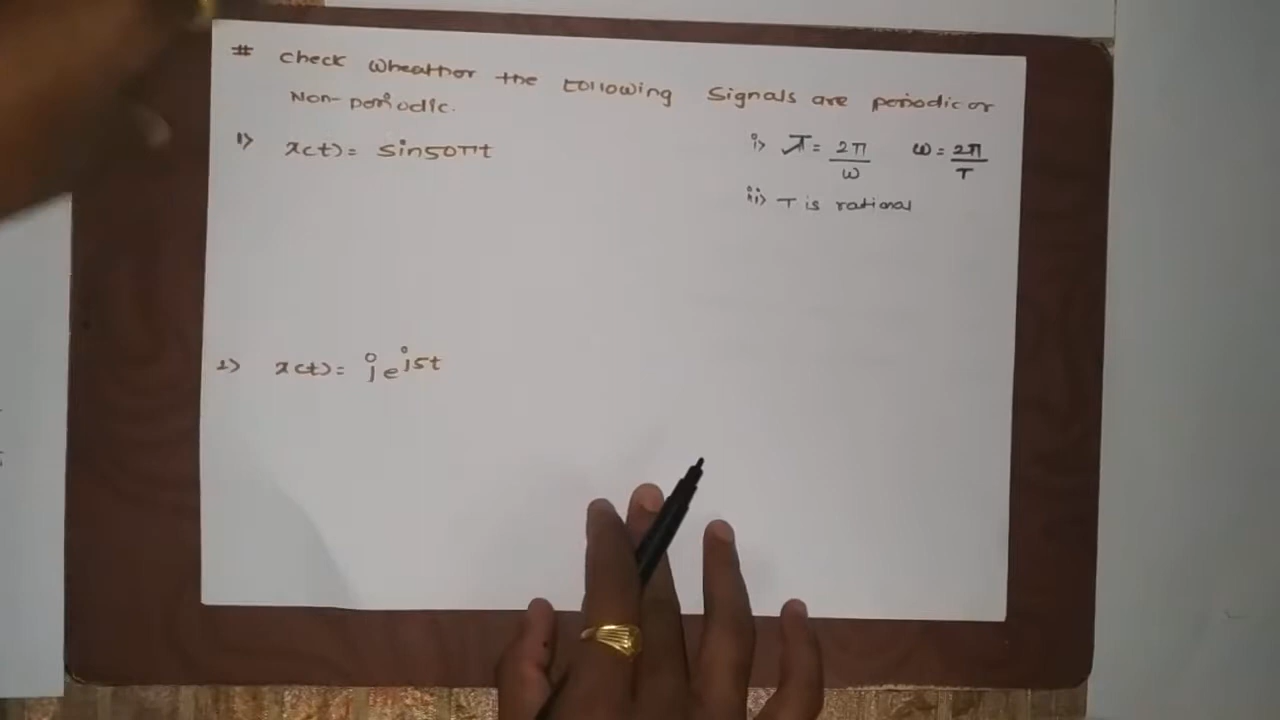 # Check Wheather the following Signals are periodic or
Non-periodic.
1) x(t) = sin50πt
i) T = 2π/ω ω = 2π/T
ii) T is rational
2) x(t) = je^j5t